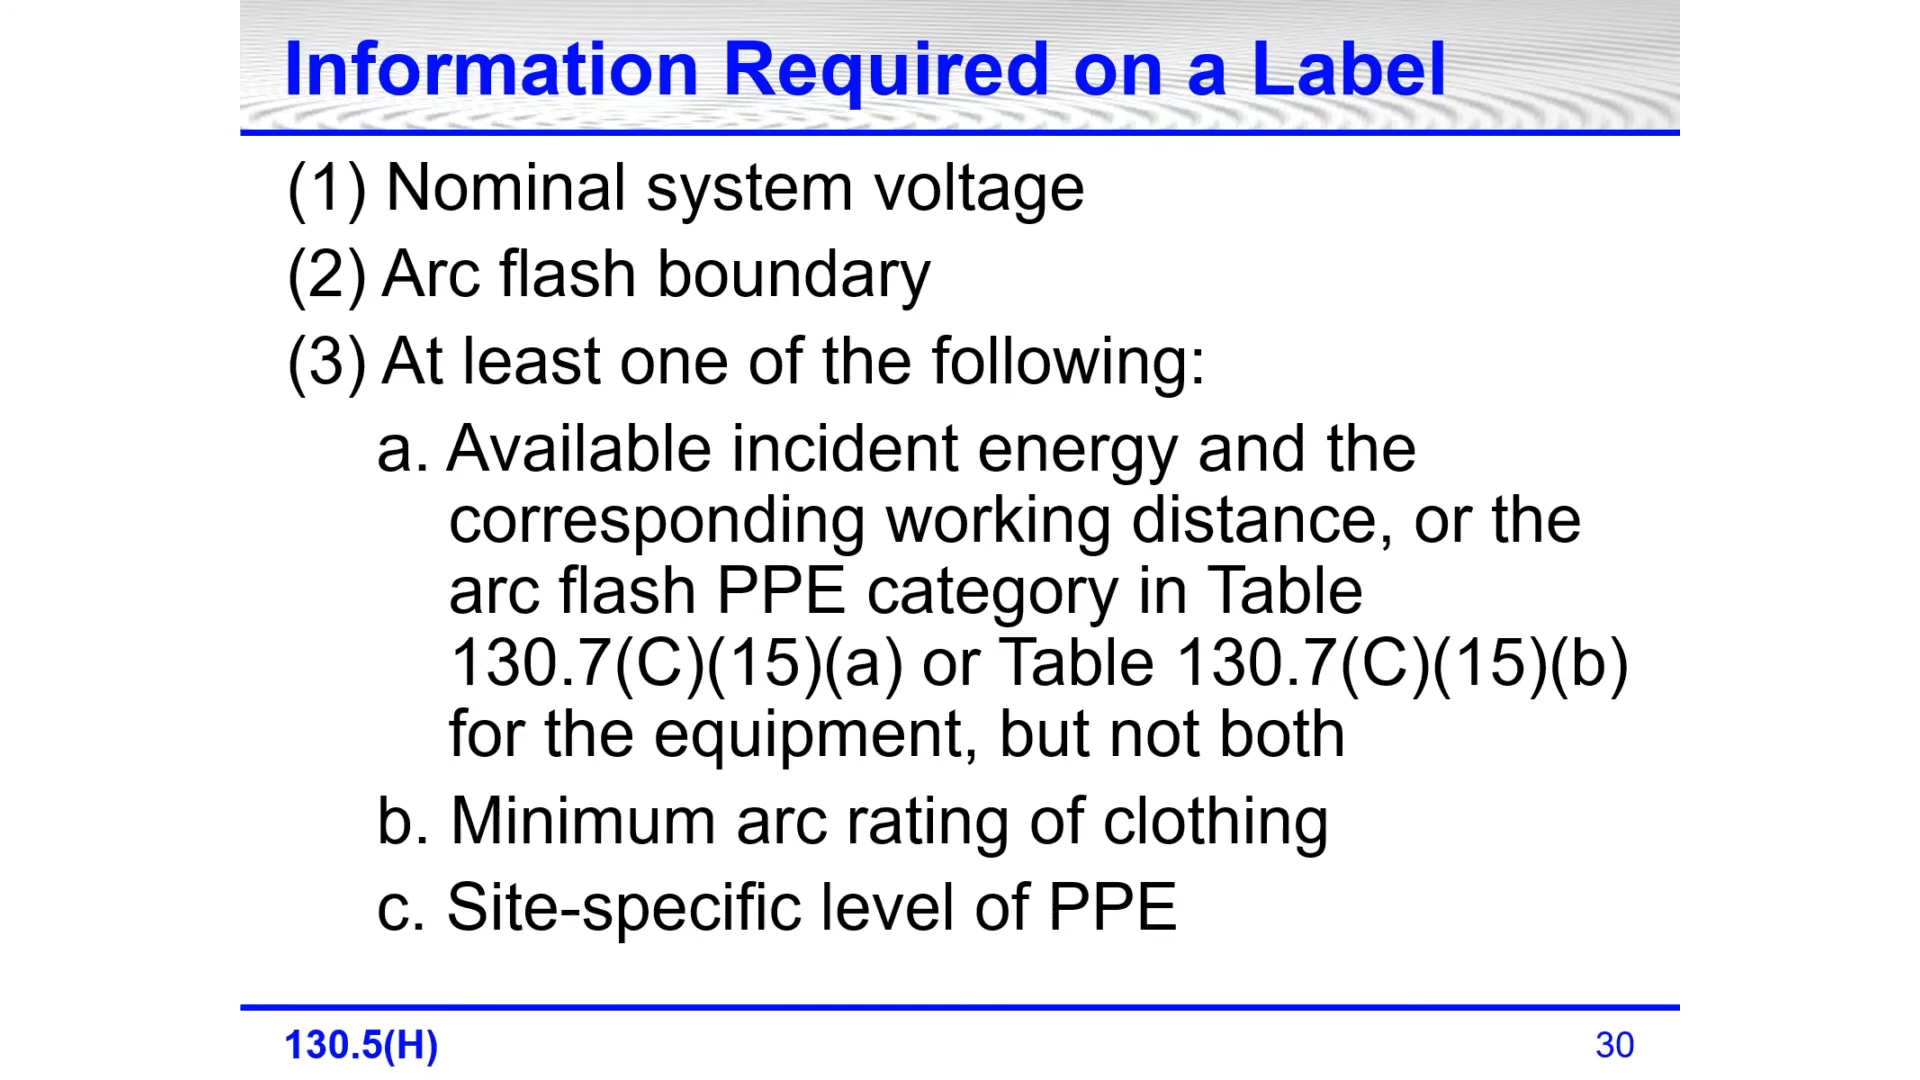 Information Required on a Label
(1) Nominal system voltage
(2) Arc flash boundary
(3) At least one of the following:
a. Available incident energy and the
corresponding working distance, or the
arc flash PPE category in Table
130.7(C)(15)(a) or Table 130.7(C)(15)(b)
for the equipment, but not both
b. Minimum arc rating of clothing
c. Site-specific level of PPE
130.5(H)
30